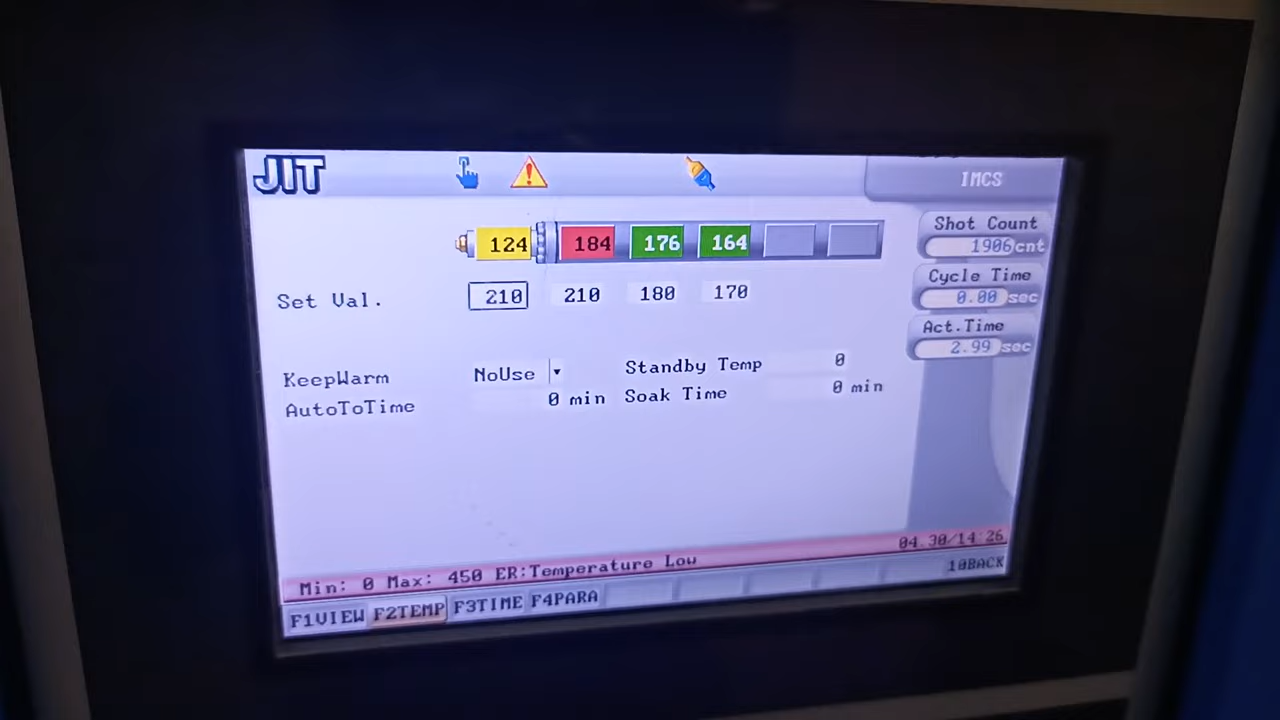 JIT
IMCS
124 184 176 164
Shot Count
1906cnt
Set Val. 210 210 180 170
Cycle Time
0.00 sec
Act.Time
2.99 sec
KeepWarm NoUse Standby Temp 0
AutoToTime 0 min Soak Time 0 min
Min: 0 Max: 450 ER:Temperature Low 04.30/14:26
F1VIEW F2TEMP F3TIME F4PARA 10BACK